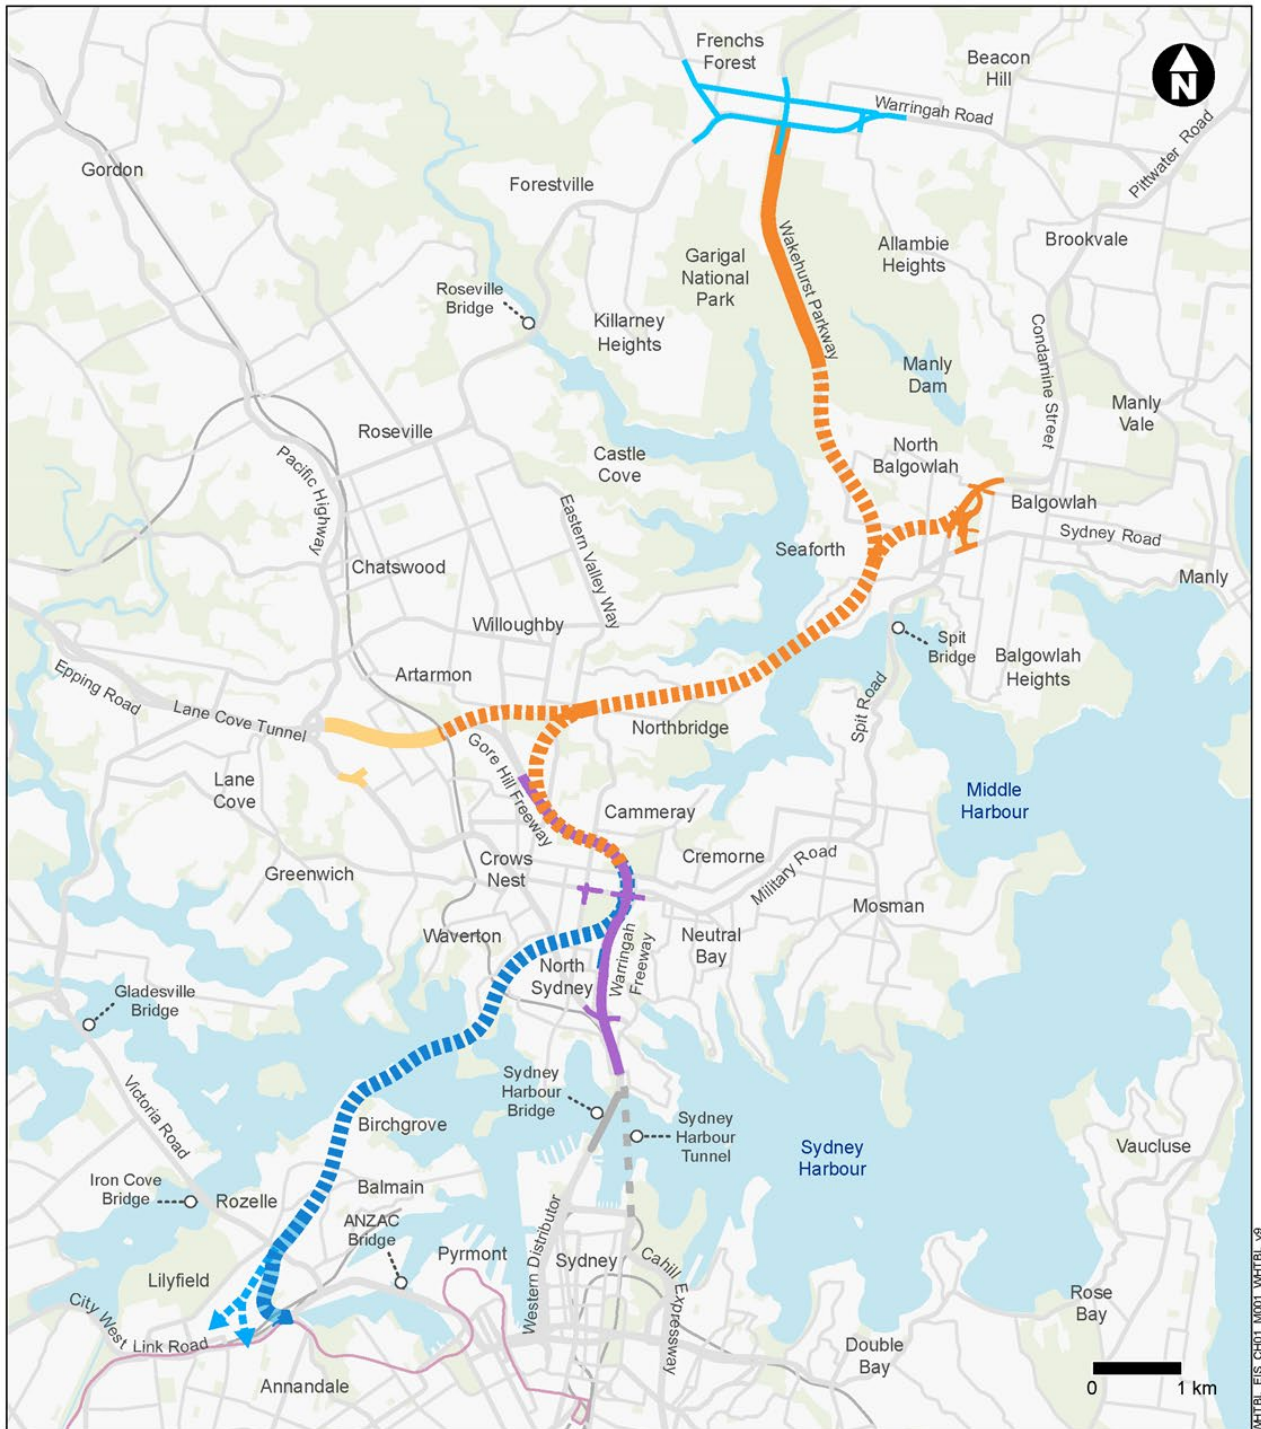 Frenchs
Forest
Beacon
Hill
N
Warringah Road
Pittwater Road
Gordon
Forestville
Wakehurst Parkway
Allambie
Heights
Brookvale
Garigal
National
Park
Roseville
Bridge
Killarney
Heights
Condamine Street
Manly
Dam
Manly
Vale
Roseville
North
Balgowlah
Pacific Highway
Castle
Cove
Eastern Valley Way
Balgowlah
Sydney Road
Seaforth
Chatswood
Manly
Willoughby
Spit
Bridge
Balgowlah
Heights
Artarmon
Epping Road
Lane Cove Tunnel
Spit Road
Northbridge
Gore Hill Freeway
Lane
Cove
Middle
Harbour
Cammeray
Crows
Nest
Cremorne
Military Road
Greenwich
Mosman
Waverton
Neutral
Bay
Warringah
Freeway
North
Sydney
Gladesville
Bridge
Victoria Road
Sydney
Harbour
Bridge
Sydney
Harbour
Tunnel
Birchgrove
Sydney
Harbour
Vaucluse
Iron Cove
Bridge
Rozelle
Balmain
ANZAC
Bridge
Western Distributor
Pyrmont
Sydney
Cahill Expressway
Lilyfield
City West
Link Road
Rose
Bay
Double
Bay
Annandale
0 1 km
WHTBL_EIS_CH01_M001_WHTBL_v9